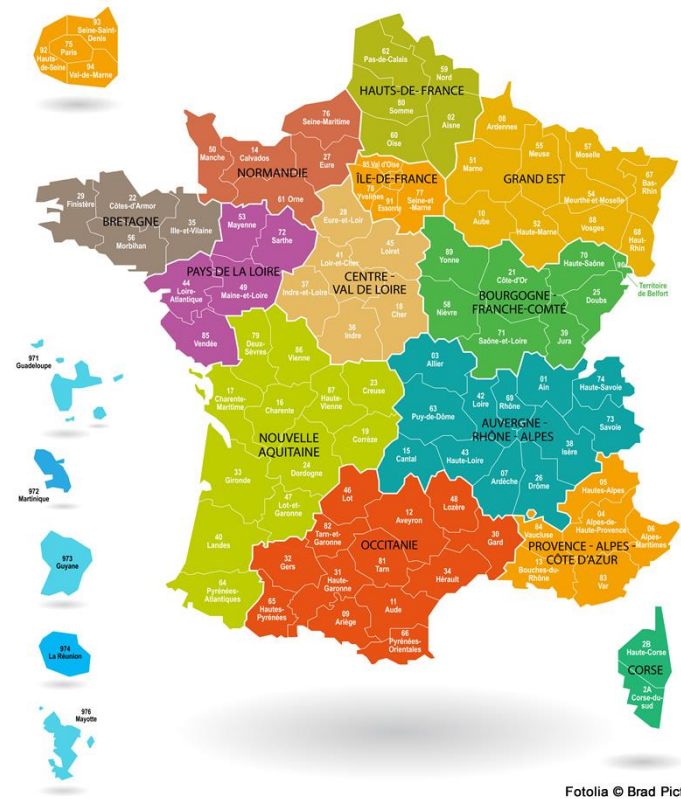 93
Seine-Saint-
Denis
92
Hauts-
de-Seine
75
Paris
94
Val-de-Marne
62
Pas-de-Calais
59
Nord
HAUTS-DE-FRANCE
80
Somme
02
Aisne
60
Oise
76
Seine-Maritime
50
Manche
14
Calvados
27
Eure
NORMANDIE
61 Orne
95 Val d'Oise
ÎLE-DE-FRANCE
78
Yvelines
91
Essonne
77
Seine-et
-Marne
08
Ardennes
51
Marne
55
Meuse
57
Moselle
67
Bas-
Rhin
GRAND EST
54
Meurthe-et-Moselle
10
Aube
52
Haute-Marne
88
Vosges
68
Haut-
Rhin
29
Finistère
22
Côtes-d'Armor
BRETAGNE
35
Ille-et-Vilaine
56
Morbihan
53
Mayenne
72
Sarthe
PAYS DE LA LOIRE
44
Loire-
Atlantique
49
Maine-et-Loire
85
Vendée
28
Eure-et-Loir
45
Loiret
41
Loir-et-Cher
CENTRE -
VAL DE LOIRE
37
Indre-et-Loire
18
Cher
36
Indre
89
Yonne
21
Côte-d'Or
70
Haute-Saône
90
Territoire
de Belfort
BOURGOGNE -
FRANCHE-COMTÉ
25
Doubs
58
Nièvre
71
Saône-et-Loire
39
Jura
79
Deux-
Sèvres
86
Vienne
17
Charente-
Maritime
16
Charente
87
Haute-
Vienne
23
Creuse
19
Corrèze
NOUVELLE
AQUITAINE
24
Dordogne
33
Gironda
47
Lot-et-
Garonne
40
Landes
64
Pyrénées-
Atlantiques
03
Allier
63
Puy-de-Dôme
42
Loire
69
Rhône
01
Ain
74
Haute-Savoie
AUVERGNE -
RHÔNE - ALPES
73
Savoie
15
Cantal
43
Haute-Loire
38
Isère
07
Ardèche
26
Drôme
46
Lot
48
Lozère
12
Aveyron
82
Tarn-et
Garonne
OCCITANIE
30
Gard
32
Gers
81
Tarn
31
Haute-
Garonne
34
Hérault
65
Hautes-
Pyrénées
09
Ariège
11
Aude
66
Pyrénées-
Orientales
05
Hautes-Alpes
04
Alpes-de
Haute-Provence
06
Alpes-
Maritimes
84
Vaucluse
PROVENCE - ALPES -
CÔTE D'AZUR
13
Bouches-du-
Rhône
83
Var
2B
Haute-Corse
CORSE
2A
Corse-du-
sud
971
Guadeloupe
972
Martinique
973
Guyane
974
La Réunion
976
Mayotte
Fotolia © Brad Pict